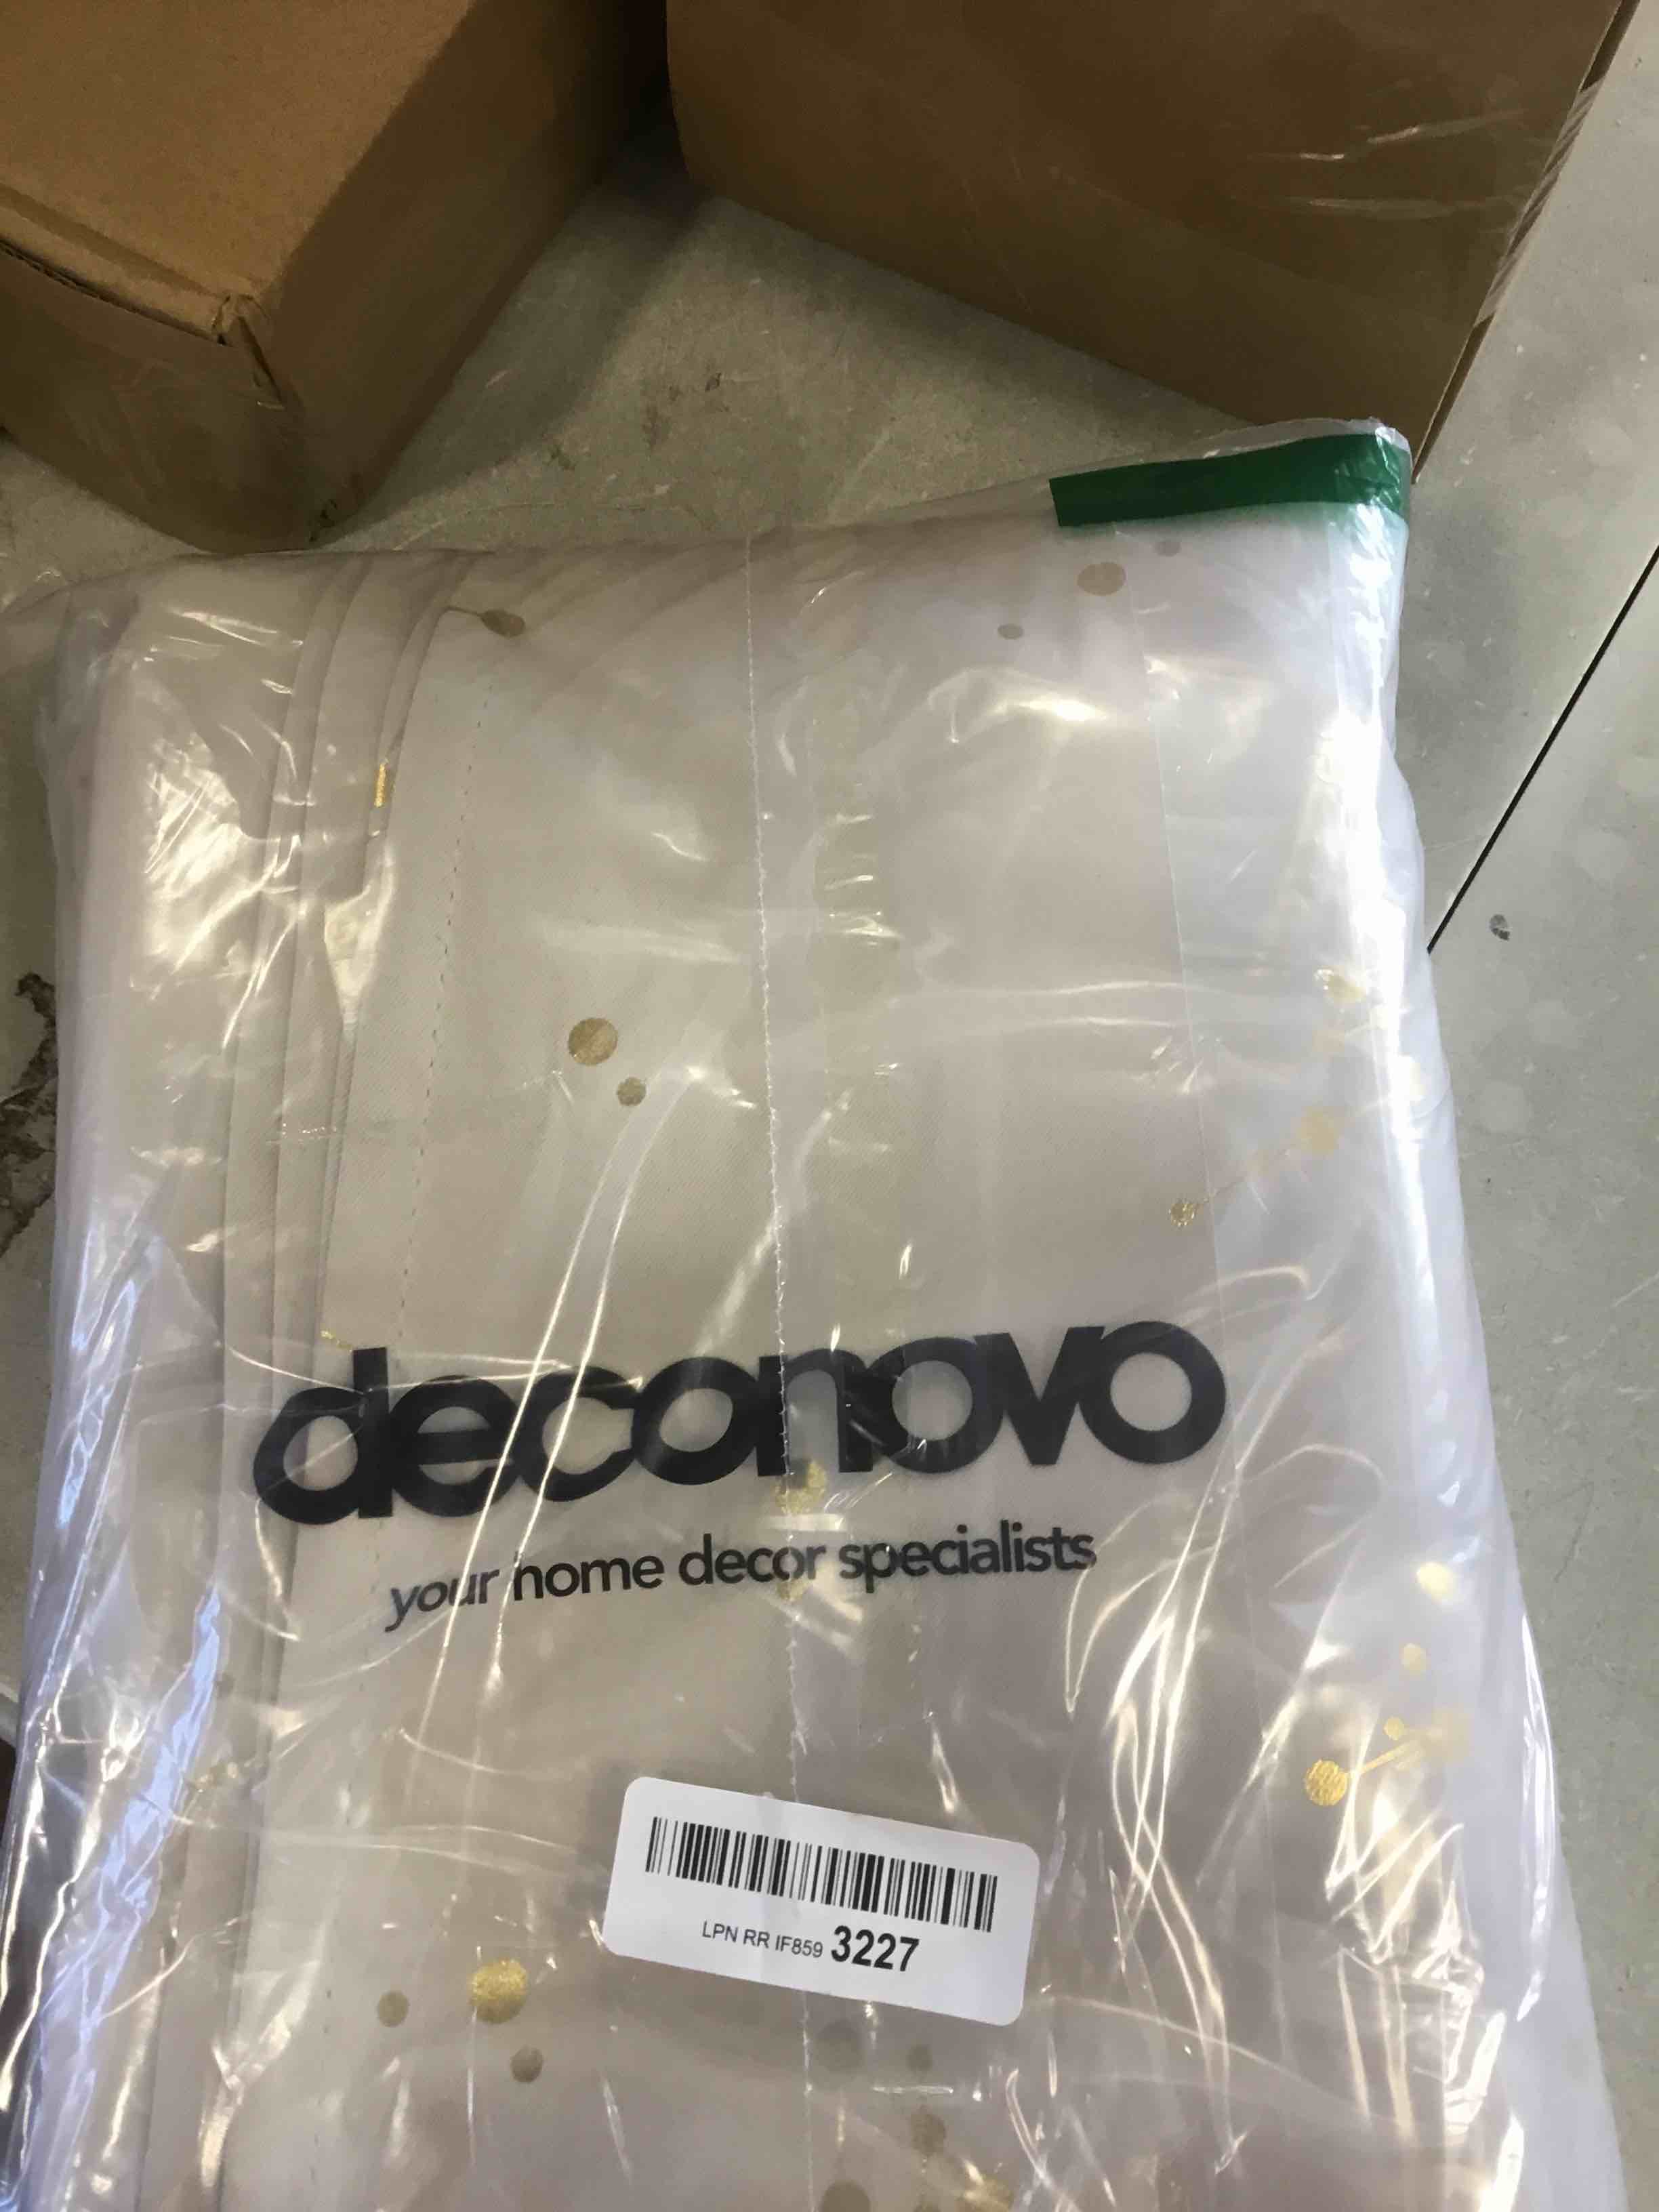 deconovo
your home decor specialists
LPN RR IF859 3227